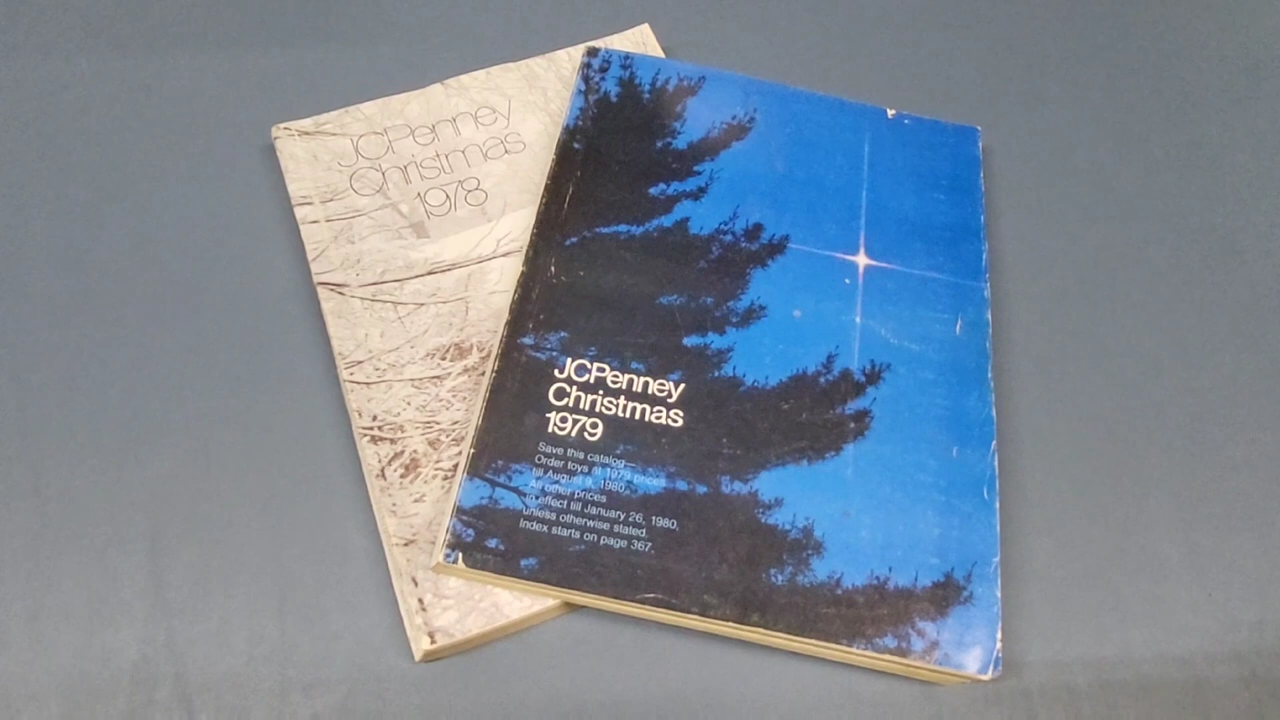 JCPenney
Christmas
1978
JCPenney
Christmas
1979
Save this catalog—
Order toys at 1979 prices
till August 9, 1980.
All other prices
in effect till January 26, 1980,
unless otherwise stated.
Index starts on page 367.